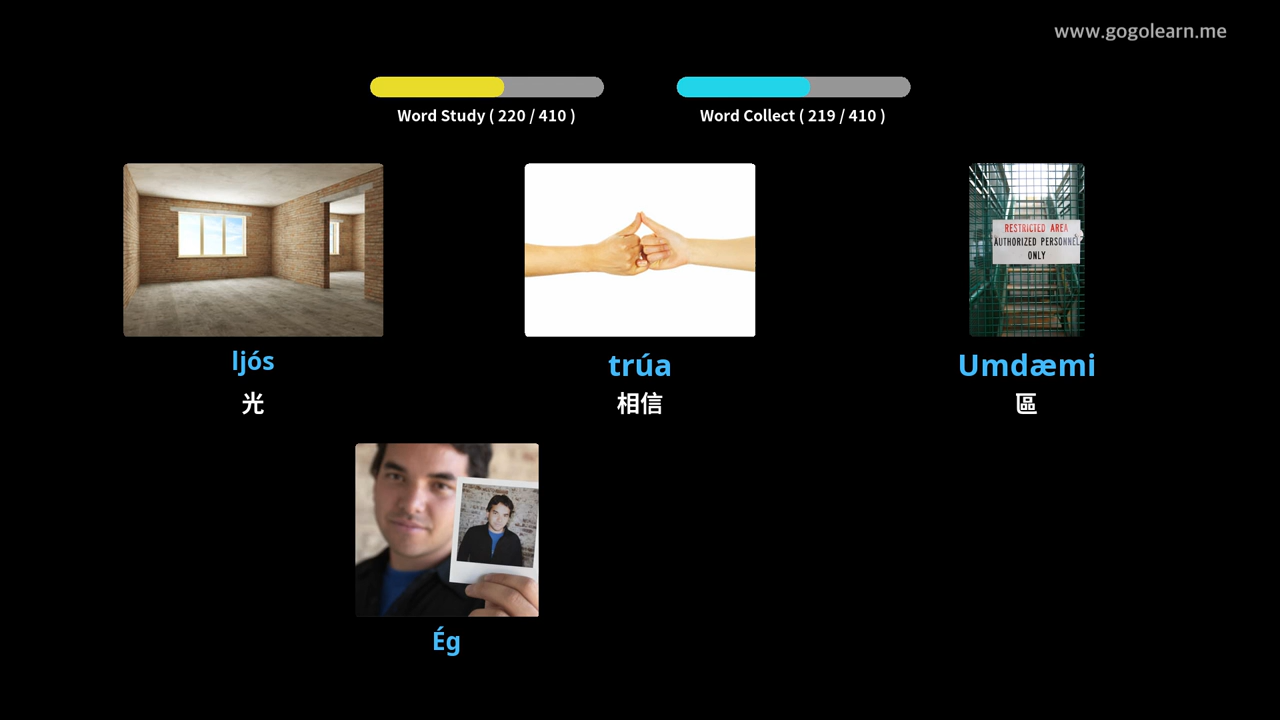 www.gogolearn.me
Word Study ( 220 / 410 )
Word Collect ( 219 / 410 )
RESTRICTED AREA
AUTHORIZED PERSONNEL
ONLY
ljós
trúa
Umdæmi
光
相信
區
Ég